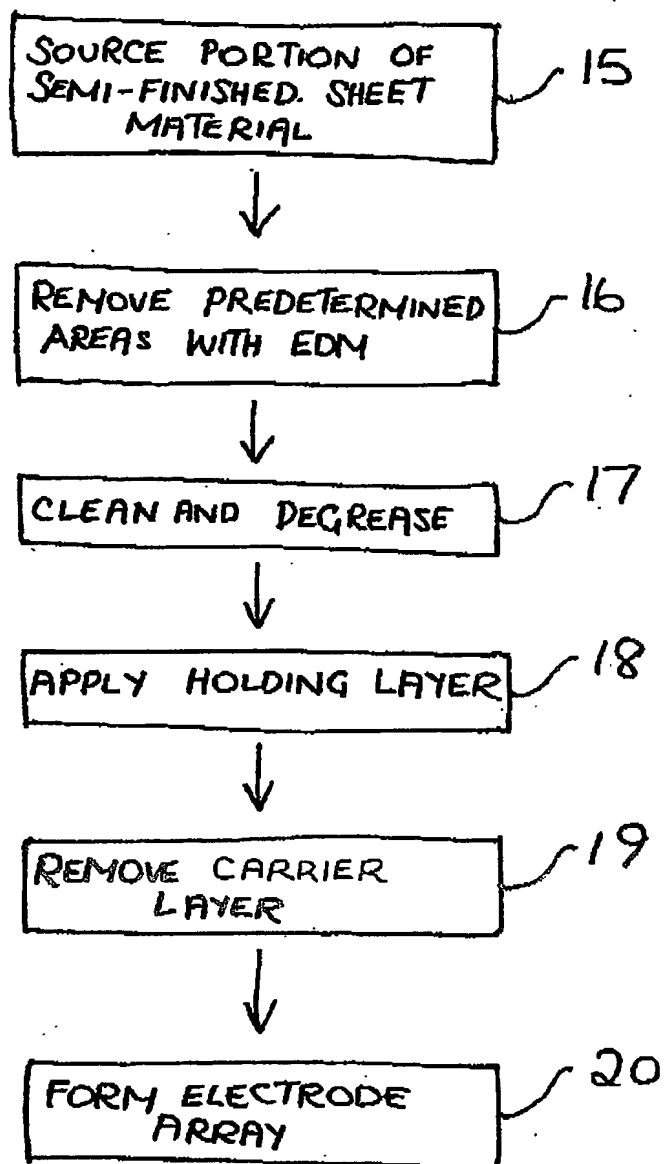 SOURCE PORTION OF
SEMI-FINISHED. SHEET
MATERIAL
15
REMOVE PREDETERMINED
AREAS WITH EDM
16
CLEAN AND DEGREASE
17
APPLY HOLDING LAYER
18
REMOVE CARRIER
LAYER
19
FORM ELECTRODE
ARRAY
20